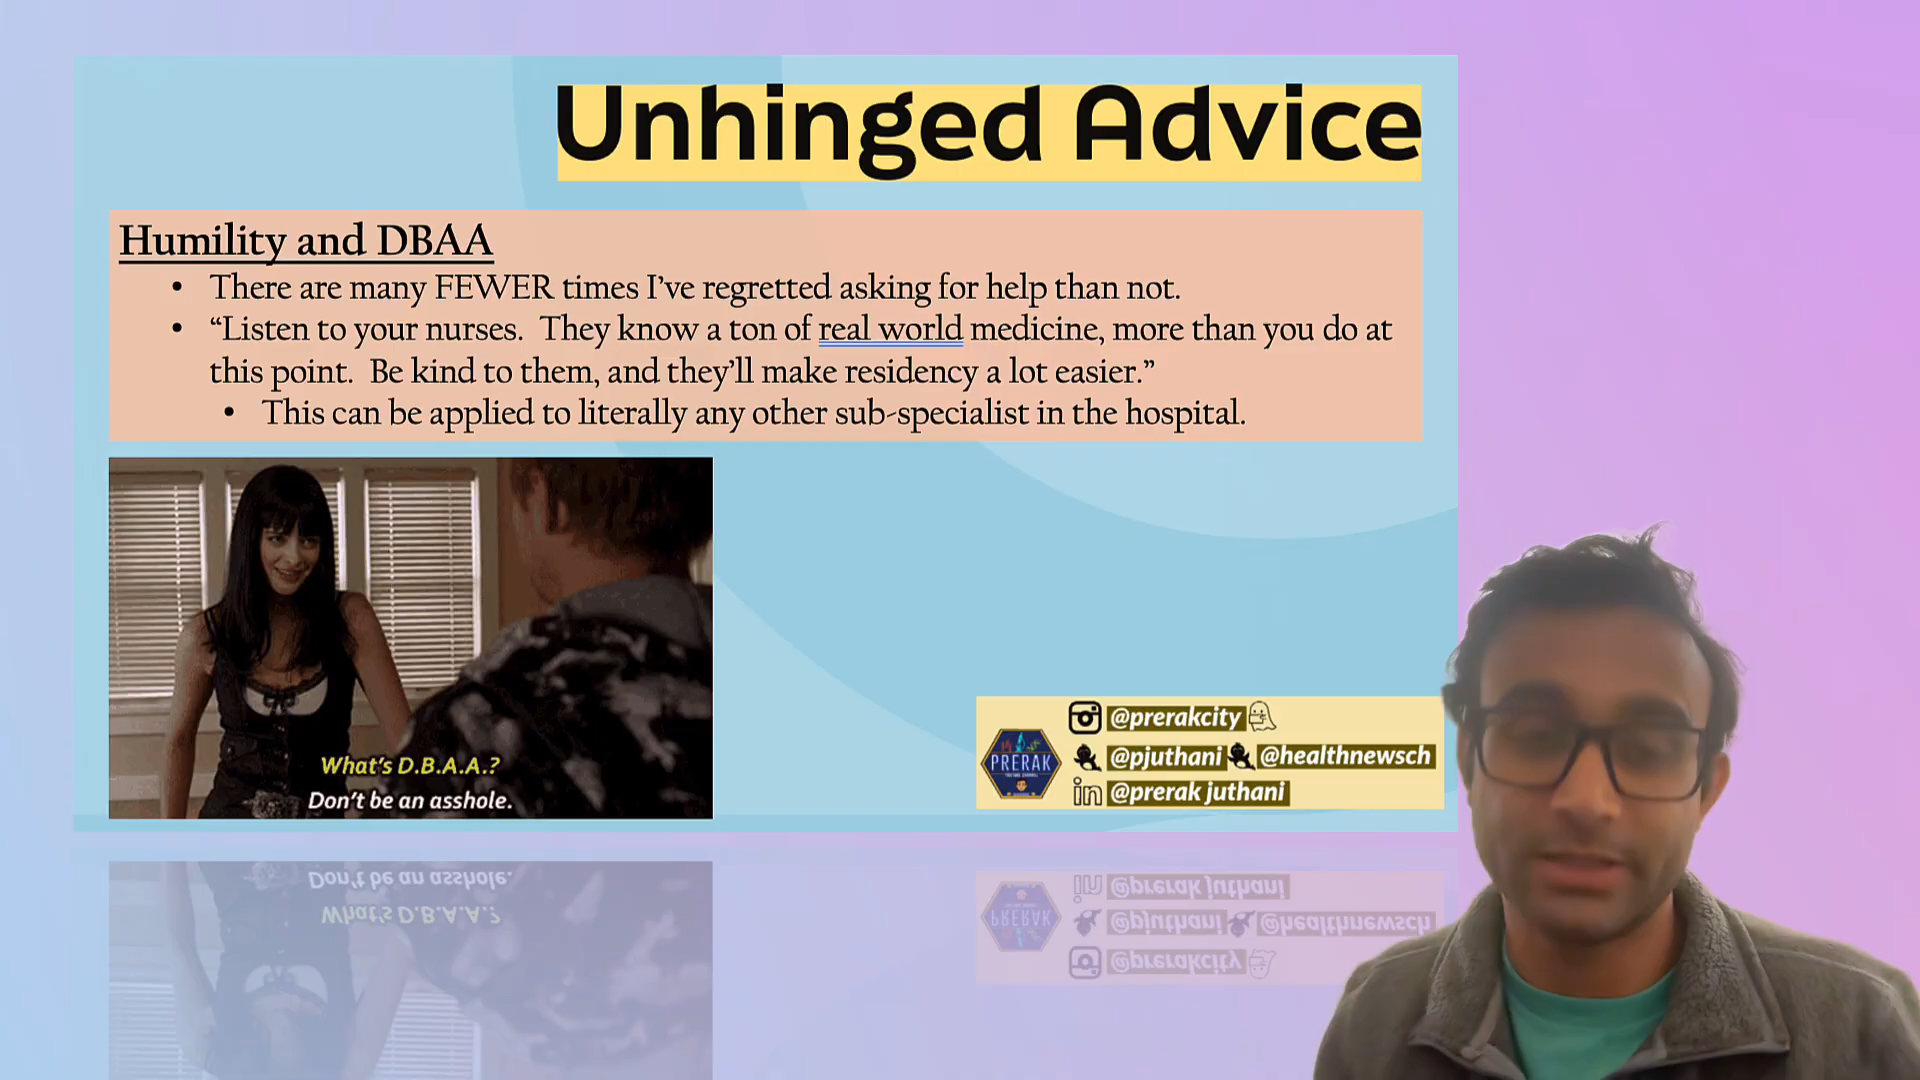 Unhinged Advice
Humility and DBAA
• There are many FEWER times I've regretted asking for help than not.
• “Listen to your nurses.  They know a ton of real world medicine, more than you do at
this point.  Be kind to them, and they'll make residency a lot easier.”
• This can be applied to literally any other sub-specialist in the hospital.
What's D.B.A.A.?
Don't be an asshole.
PRERAK
@prerakcity
@pjuthani @healthnewsch
in @prerak juthani